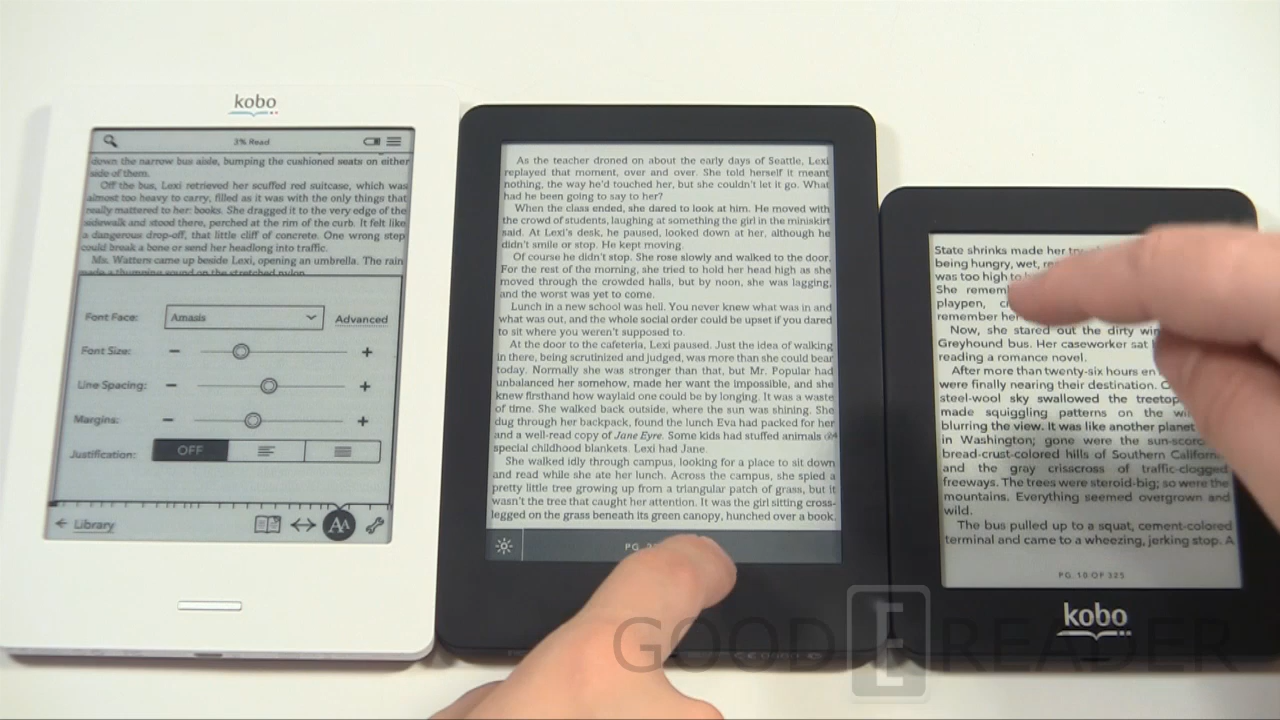 kobo
3% Read
down the narrow bus aisle, bumping the cushioned seats on either
side of them.
Off the bus, Lexi retrieved her scuffed red suitcase, which was
almost too heavy to carry, filled as it was with the only things that
really mattered to her: books. She dragged it to the very edge of the
sidewalk and stood there, perched at the rim of the curb. It felt like
a dangerous drop-off, that little cliff of concrete. One wrong step
could break a bone or send her headlong into traffic.
Ms. Watters came up beside Lexi, opening an umbrella. The rain
made a thumping sound on the stretched nylon.
Font Face: Amasis Advanced
Font Size: - +
Line Spacing: - +
Margins: - +
Justification: OFF
Library AA
As the teacher droned on about the early days of Seattle, Lexi
replayed that moment, over and over. She told herself it meant
nothing, the way he'd touched her, but she couldn't let it go. What
had he been going to say to her?
When the class ended, she dared to look at him. He moved with
the crowd of students, laughing at something the girl in the miniskirt
said. At Lexi's desk, he paused, looked down at her, although he
didn't smile or stop. He kept moving.
Of course he didn't stop. She rose slowly and walked to the door.
For the rest of the morning, she tried to hold her head high as she
moved through the crowded halls, but by noon, she was lagging,
and the worst was yet to come.
Lunch in a new school was hell. You never knew what was in and
what was out, and the whole social order could be upset if you dared
to sit where you weren't supposed to.
At the door to the cafeteria, Lexi paused. Just the idea of walking
in there, being scrutinized and judged, was more than she could bear
today. Normally she was stronger than that, but Mr. Popular had
unbalanced her somehow, made her want the impossible, and she
knew firsthand how waylaid one could be by longing. It was a waste
of time. She walked back outside, where the sun was shining. She
dug through her backpack, found the lunch Eva had packed for her
and a well-read copy of Jane Eyre. Some kids had stuffed animals or
special childhood blankets. Lexi had Jane.
She walked idly through campus, looking for a place to sit down
and read while she ate her lunch. Across the campus, she spied a
pretty little tree growing up from a triangular patch of grass, but it
wasn't the tree that caught her attention. It was the girl sitting cross-
legged on the grass beneath its green canopy, hunched over a book.
PG.
State shrinks made her
being hungry, wet,
was too high to
She
playpen,
remember her
Now, she stared out the dirty
Greyhound bus. Her caseworker sat
reading a romance novel.
After more than twenty-six hours en
were finally nearing their destination.
steel-wool sky swallowed the
made squiggling patterns on the
blurring the view. It was like another planet
in Washington; gone were the
bread-crust-colored hills of Southern California
and the gray crisscross of traffic-clogged
freeways. The trees were steroid-big; so were the
mountains. Everything seemed overgrown and
wild.
The bus pulled up to a squat, cement-colored
terminal and came to a wheezing, jerking stop. A
PG. 10 OF 325
kobo
GOOD E READER